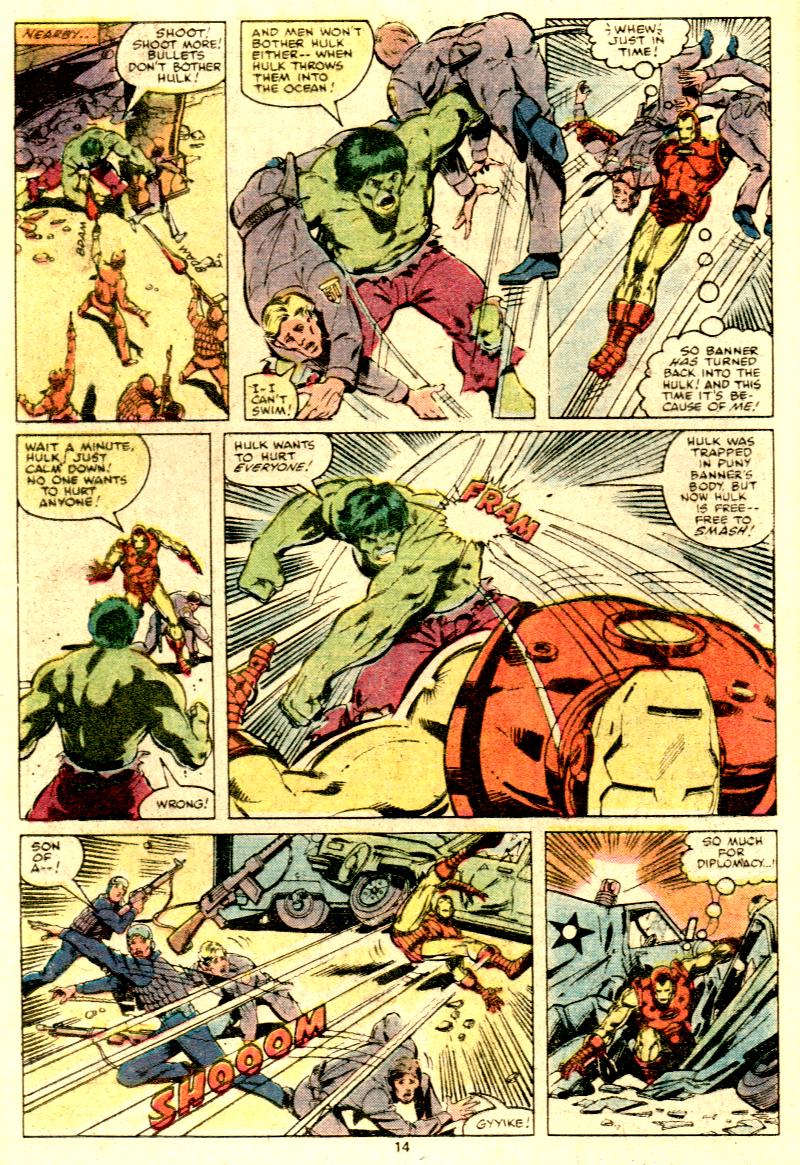 NEARBY...
SHOOT!
SHOOT MORE!
BULLETS
DON'T BOTHER
HULK!
BDAM
BDAM
AND MEN WON'T
BOTHER HULK
EITHER-- WHEN
HULK THROWS
THEM INTO
THE OCEAN!
I-I
CAN'T
SWIM!
WHEW
JUST IN
TIME!
SO BANNER
HAS TURNED
BACK INTO THE
HULK! AND THIS
TIME IT'S BE-
CAUSE OF ME!
WAIT A MINUTE,
HULK! JUST
CALM DOWN!
NO ONE WANTS
TO HURT
ANYONE!
WRONG!
HULK WANTS
TO HURT
EVERYONE!
FRAM
HULK WAS
TRAPPED
IN PUNY
BANNER'S
BODY, BUT
NOW HULK
IS FREE--
FREE TO
SMASH!
SON
OF
A--!
SHOOOM
GYYIKE!
SO MUCH
FOR
DIPLOMACY...!
14